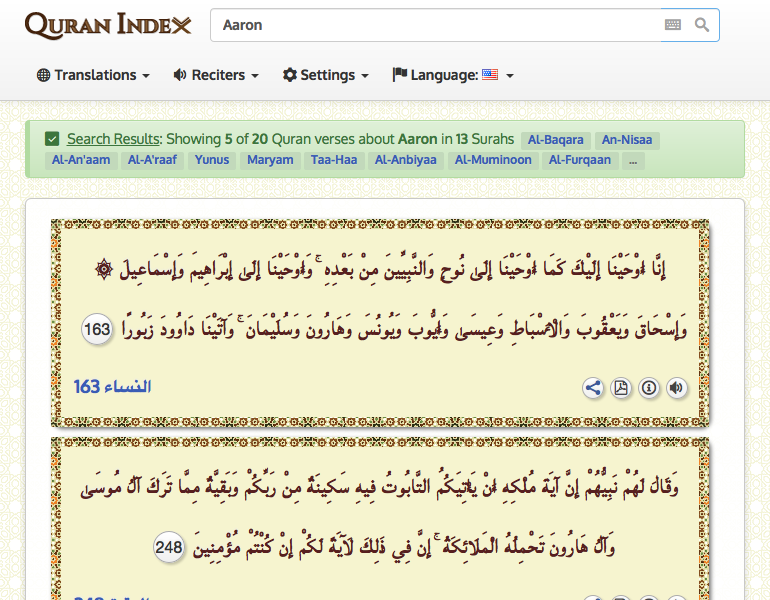 QURAN INDEX
Aaron
Translations Reciters Settings Language:
Search Results: Showing 5 of 20 Quran verses about Aaron in 13 Surahs Al-Baqara An-Nisaa
Al-An'aam Al-A'raaf Yunus Maryam Taa-Haa Al-Anbiyaa Al-Muminoon Al-Furqaan ...
إِنَّا أَوْحَيْنَا إِلَيْكَ كَمَا أَوْحَيْنَا إِلَىٰ نُوحٍ وَالنَّبِيِّينَ مِنْ بَعْدِهِ ۚ وَأَوْحَيْنَا إِلَىٰ إِبْرَاهِيمَ وَإِسْمَاعِيلَ ۞
وَإِسْحَاقَ وَيَعْقُوبَ وَالْأَسْبَاطِ وَعِيسَىٰ وَأَيُّوبَ وَيُونُسَ وَهَارُونَ وَسُلَيْمَانَ ۚ وَآتَيْنَا دَاوُودَ زَبُورًا 163
النساء 163
وَقَالَ لَهُمْ نَبِيُّهُمْ إِنَّ آيَةَ مُلْكِهِ أَنْ يَأْتِيَكُمُ التَّابُوتُ فِيهِ سَكِينَةٌ مِنْ رَبِّكُمْ وَبَقِيَّةٌ مِمَّا تَرَكَ آلُ مُوسَىٰ
وَآلُ هَارُونَ تَحْمِلُهُ الْمَلَائِكَةُ ۚ إِنَّ فِي ذَٰلِكَ لَآيَةً لَكُمْ إِنْ كُنْتُمْ مُؤْمِنِينَ 248